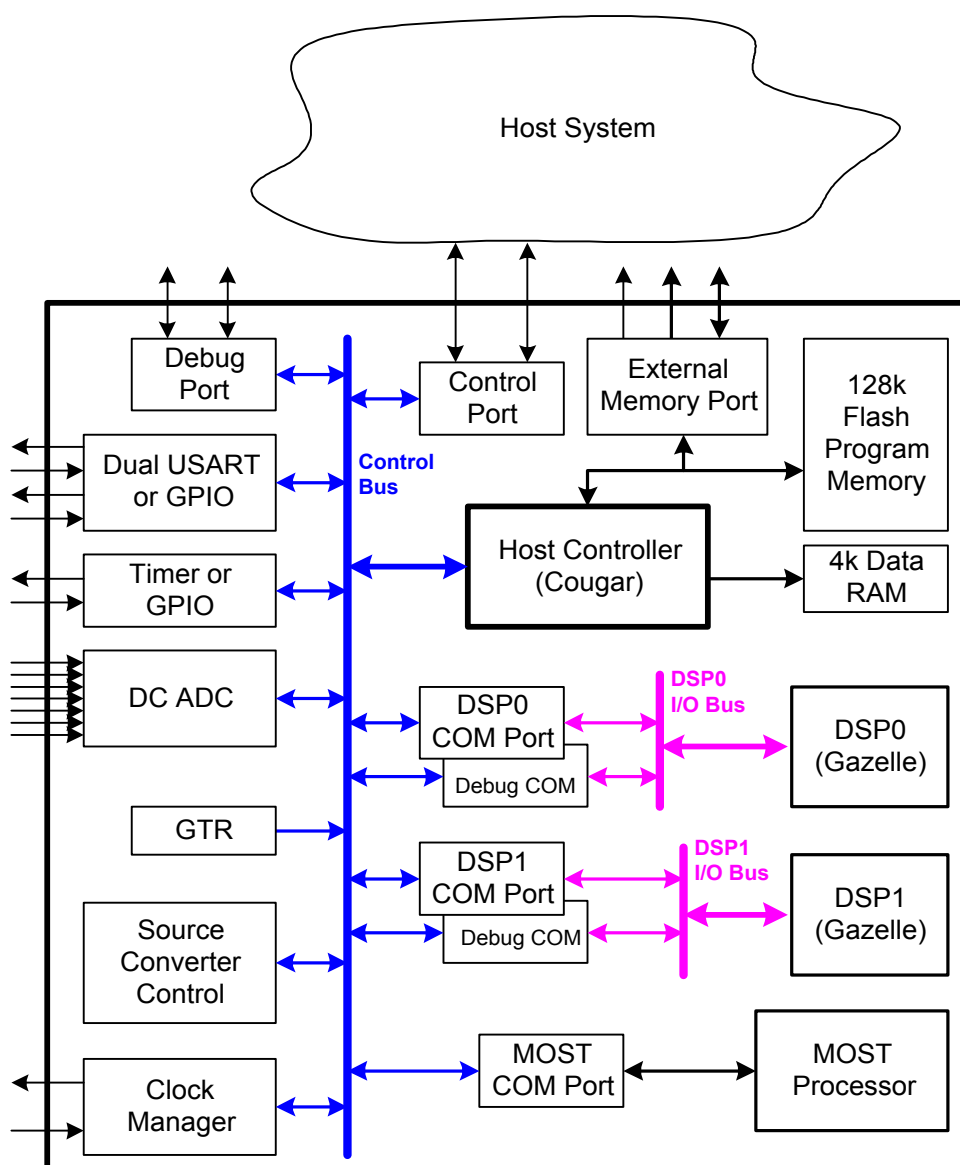 Host System
Debug
Port
Control
Port
External
Memory Port
128k
Flash
Program
Memory
Dual USART
or GPIO
Control
Bus
Host Controller
(Cougar)
4k Data
RAM
Timer or
GPIO
DC ADC
DSP0
COM Port
Debug COM
DSP0
I/O Bus
DSP0
(Gazelle)
GTR
DSP1
COM Port
Debug COM
DSP1
I/O Bus
DSP1
(Gazelle)
Source
Converter
Control
MOST
COM Port
MOST
Processor
Clock
Manager